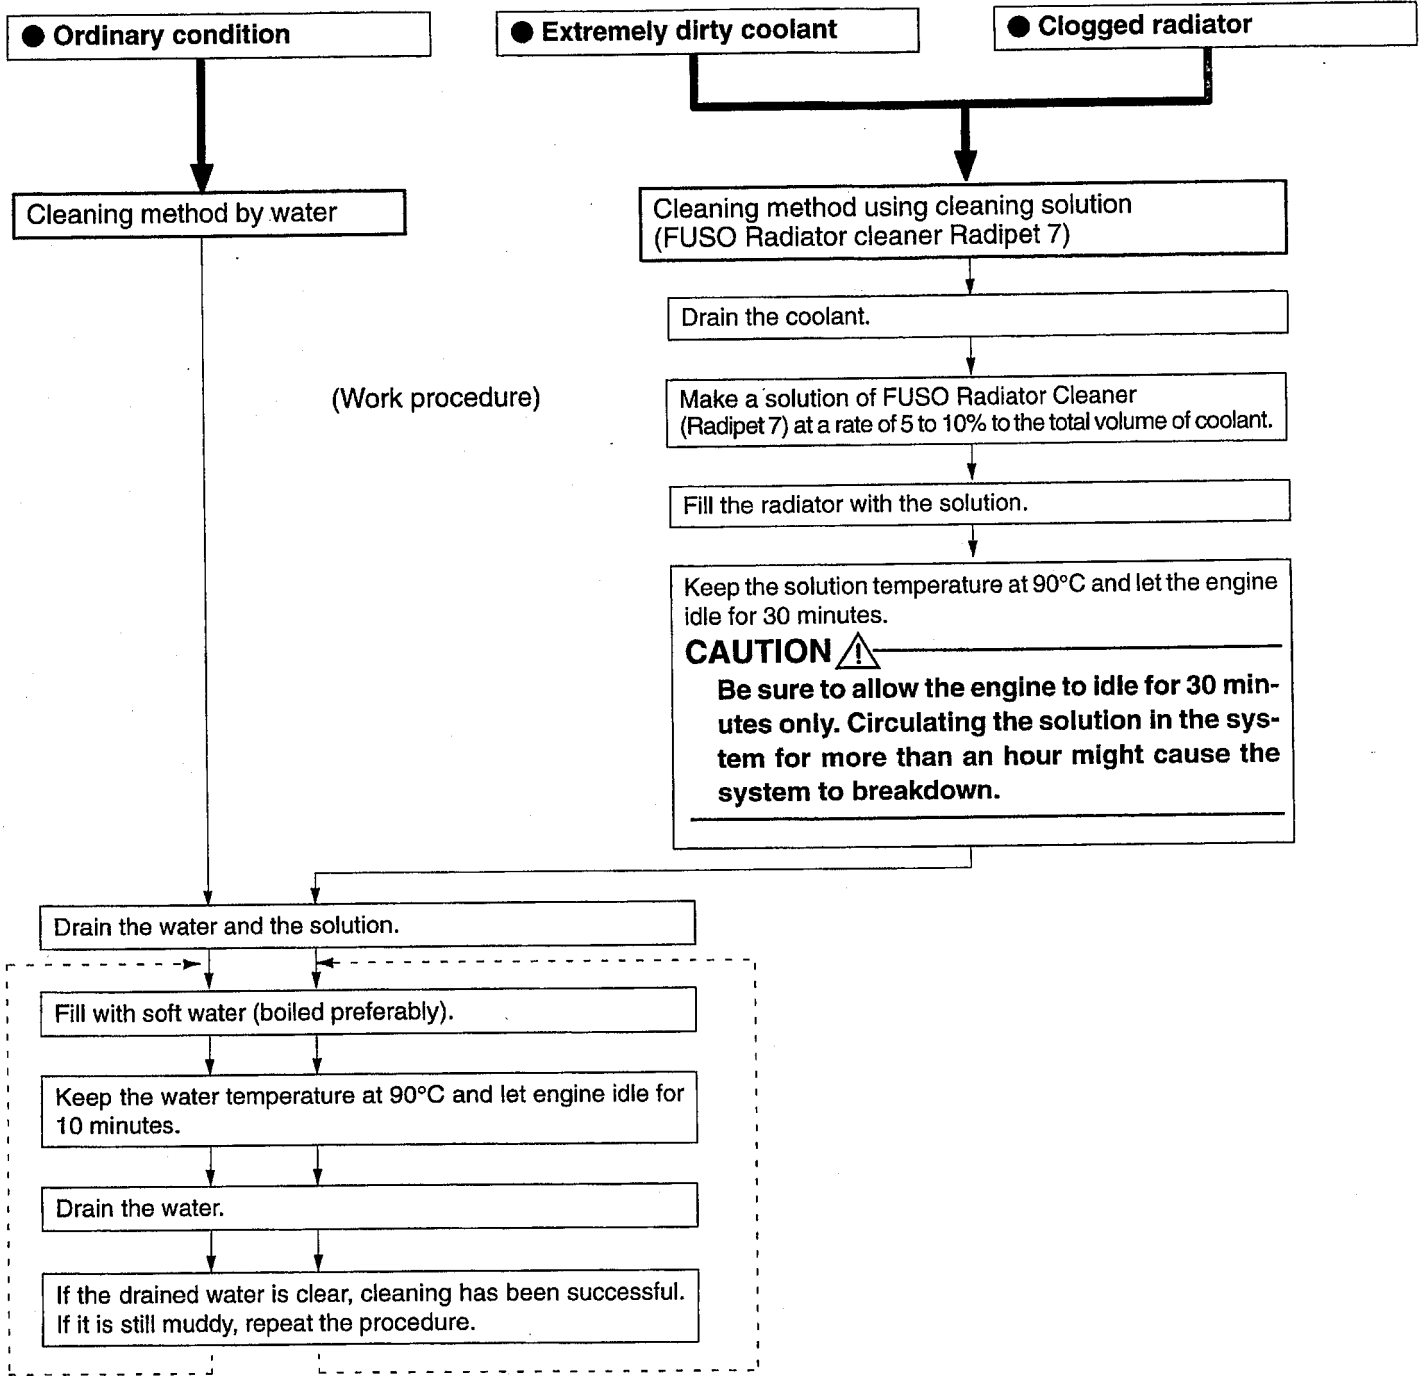 ● Ordinary condition
● Extremely dirty coolant
● Clogged radiator
Cleaning method by water
Cleaning method using cleaning solution
(FUSO Radiator cleaner Radipet 7)
Drain the coolant.
(Work procedure)
Make a solution of FUSO Radiator Cleaner
(Radipet 7) at a rate of 5 to 10% to the total volume of coolant.
Fill the radiator with the solution.
Keep the solution temperature at 90°C and let the engine
idle for 30 minutes.
CAUTION ⚠
Be sure to allow the engine to idle for 30 min-
utes only. Circulating the solution in the sys-
tem for more than an hour might cause the
system to breakdown.
Drain the water and the solution.
Fill with soft water (boiled preferably).
Keep the water temperature at 90°C and let engine idle for
10 minutes.
Drain the water.
If the drained water is clear, cleaning has been successful.
If it is still muddy, repeat the procedure.